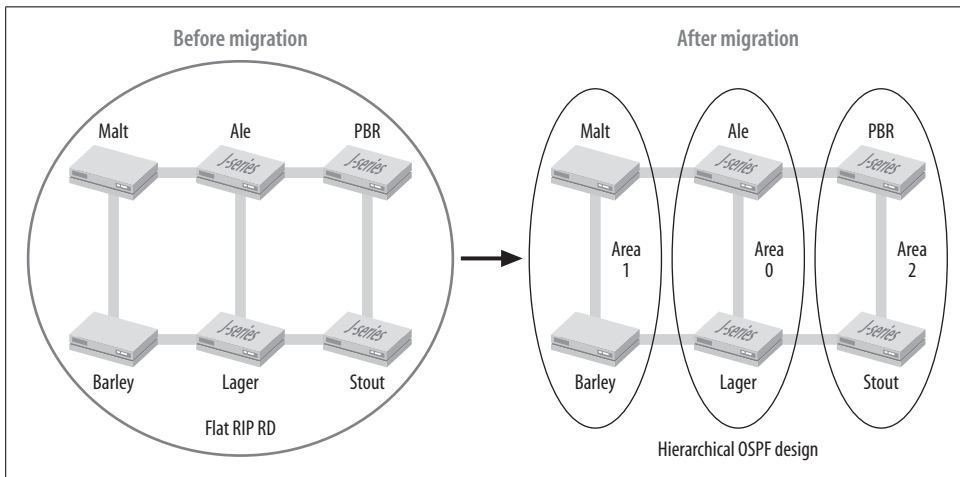 Before migration
After migration
Malt
Ale
PBR
J-series
J-series
Barley
Lager
Stout
J-series
J-series
Flat RIP RD
Malt
Ale
PBR
J-series
J-series
Area
1
Area
0
Area
2
J-series
J-series
Barley
Lager
Stout
Hierarchical OSPF design